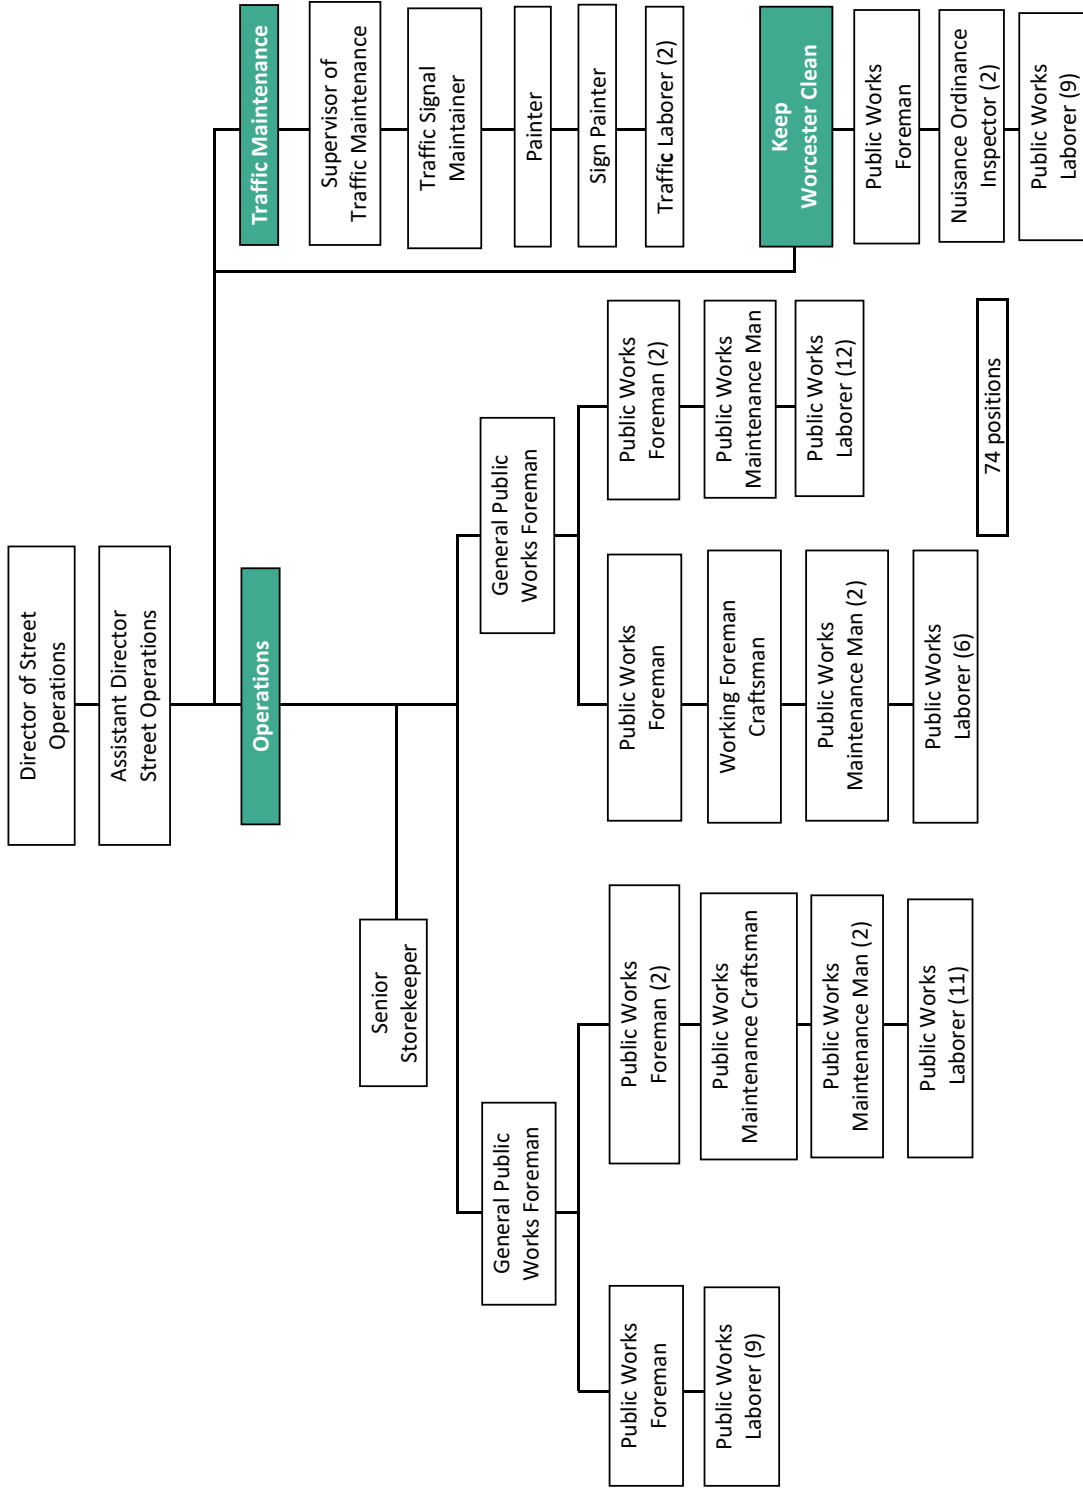 Director of Street
Operations
Assistant Director
Street Operations
Operations
Senior
Storekeeper
General Public
Works Foreman
Public Works
Foreman
Public Works
Laborer (9)
Public Works
Foreman (2)
Public Works
Maintenance Craftsman
Public Works
Maintenance Man (2)
Public Works
Laborer (11)
General Public
Works Foreman
Public Works
Foreman
Working Foreman
Craftsman
Public Works
Maintenance Man (2)
Public Works
Laborer (6)
Public Works
Foreman (2)
Public Works
Maintenance Man
Public Works
Laborer (12)
Traffic Maintenance
Supervisor of
Traffic Maintenance
Traffic Signal
Maintainer
Painter
Sign Painter
Traffic Laborer (2)
Keep
Worcester Clean
Public Works
Foreman
Nuisance Ordinance
Inspector (2)
Public Works
Laborer (9)
74 positions